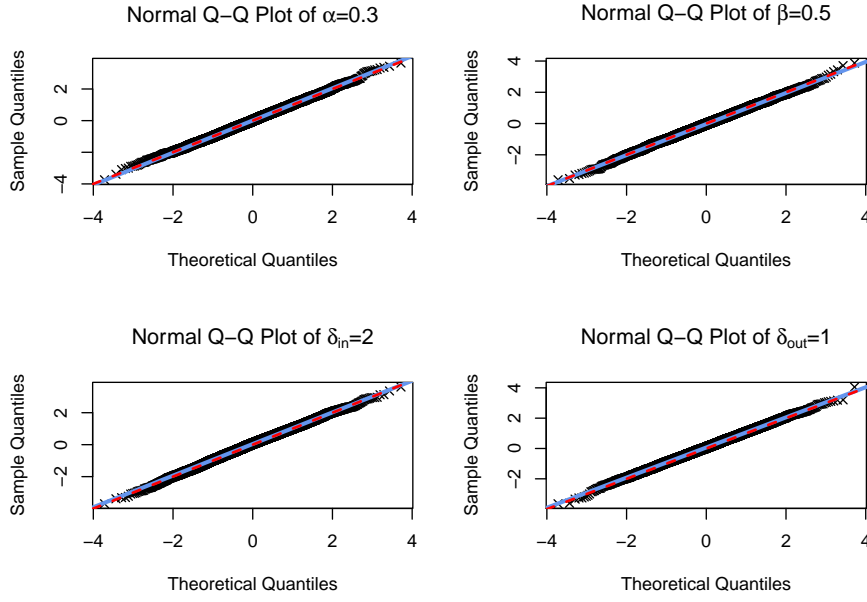 Normal Q−Q Plot of α=0.3
Sample Quantiles
2
0
−4
−4 −2 0 2 4
Theoretical Quantiles
Normal Q−Q Plot of β=0.5
Sample Quantiles
4
2
0
−2
−4 −2 0 2 4
Theoretical Quantiles
Normal Q−Q Plot of δin=2
Sample Quantiles
2
0
−2
−4 −2 0 2 4
Theoretical Quantiles
Normal Q−Q Plot of δout=1
Sample Quantiles
4
2
0
−2
−4 −2 0 2 4
Theoretical Quantiles